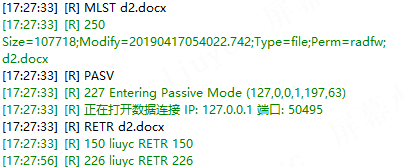 [17:27:33] [R] MLST d2.docx
[17:27:33] [R] 250
Size=107718;Modify=20190417054022.742;Type=file;Perm=radfw;
d2.docx
[17:27:33] [R] PASV
[17:27:33] [R] 227 Entering Passive Mode (127,0,0,1,197,63)
[17:27:33] [R] 正在打开数据连接 IP: 127.0.0.1 端口: 50495
[17:27:33] [R] RETR d2.docx
[17:27:33] [R] 150 liuyc RETR 150
[17:27:56] [R] 226 liuyc RETR 226